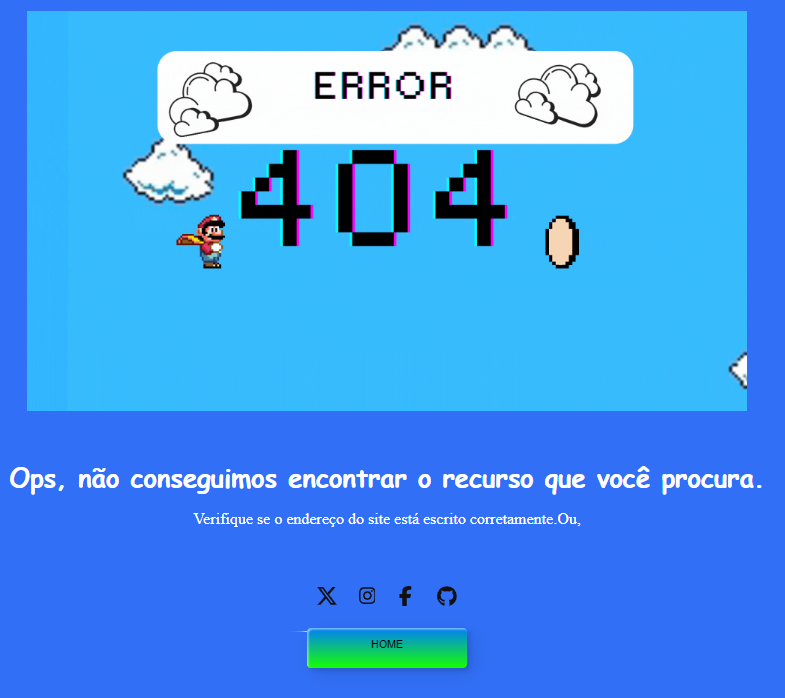 ERROR
404
Ops, não conseguimos encontrar o recurso que você procura.
Verifique se o endereço do site está escrito corretamente.Ou,
HOME